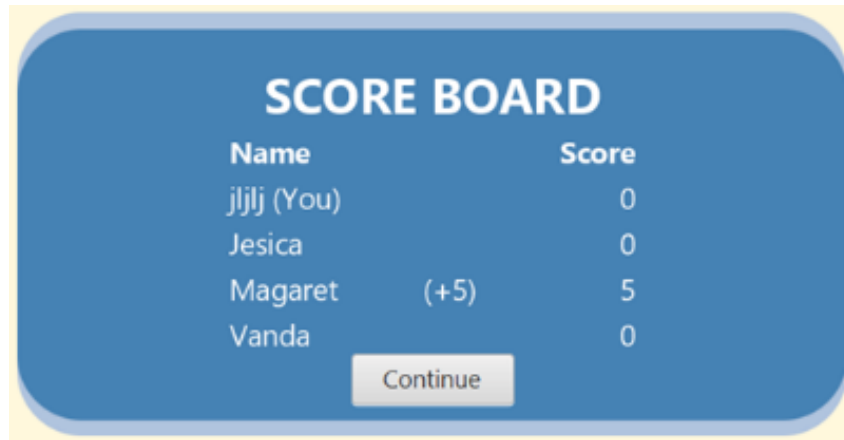 SCORE BOARD
Name Score
jljlj (You) 0
Jesica 0
Magaret (+5) 5
Vanda 0
Continue